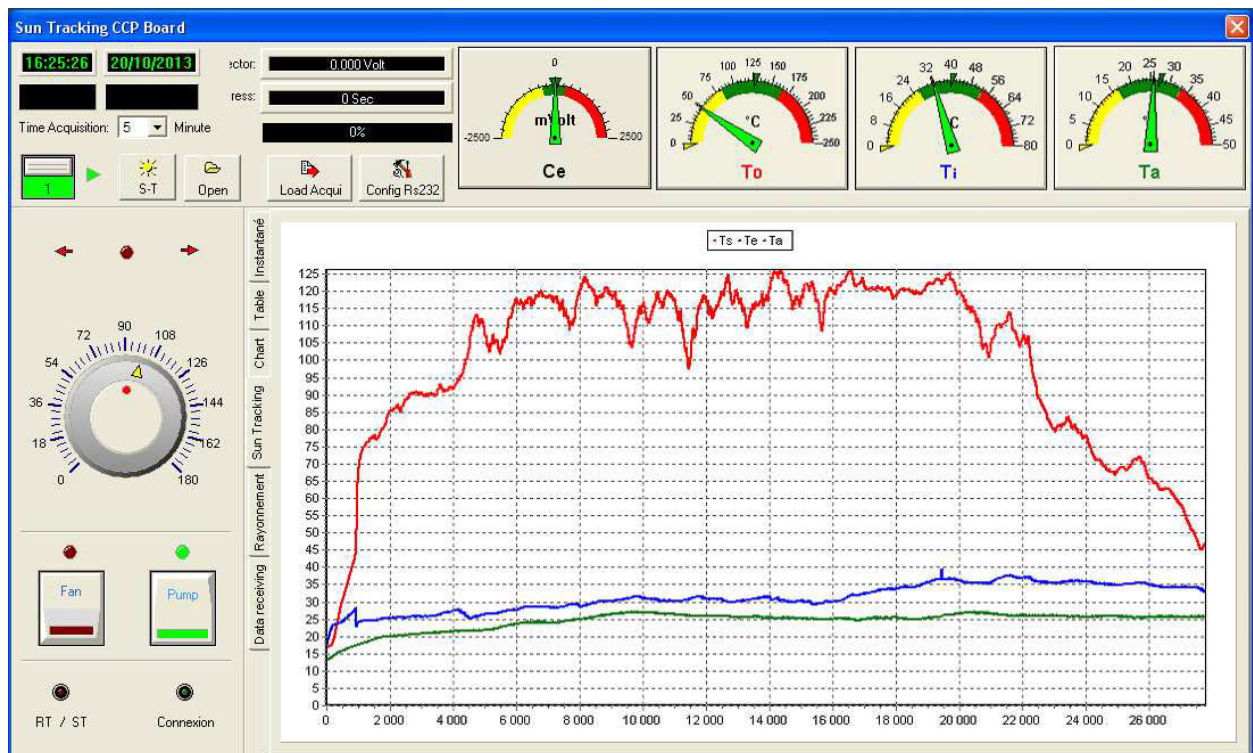 Sun Tracking CCP Board
16:25:26 20/10/2013
ector: 0.000 Volt
ress: 0 Sec
Time Acquisition: 5 Minute
0%
1
S-T
Open
Load Acqui
Config Rs232
-2500 0 2500
mVolt
Ce
0 25 50 75 100 125 150 175 200 225 250
°C
To
0 8 16 24 32 40 48 56 64 72 80
C
Ti
0 5 10 15 20 25 30 35 40 45 50
Ta
0 18 36 54 72 90 108 126 144 162 180
Fan
Pump
RT / ST
Connexion
Instantané
Table
Chart
Sun Tracking
Rayonnement
Data receiving
Ts Te Ta
125
120
115
110
105
100
95
90
85
80
75
70
65
60
55
50
45
40
35
30
25
20
15
10
5
0
0 2 000 4 000 6 000 8 000 10 000 12 000 14 000 16 000 18 000 20 000 22 000 24 000 26 000